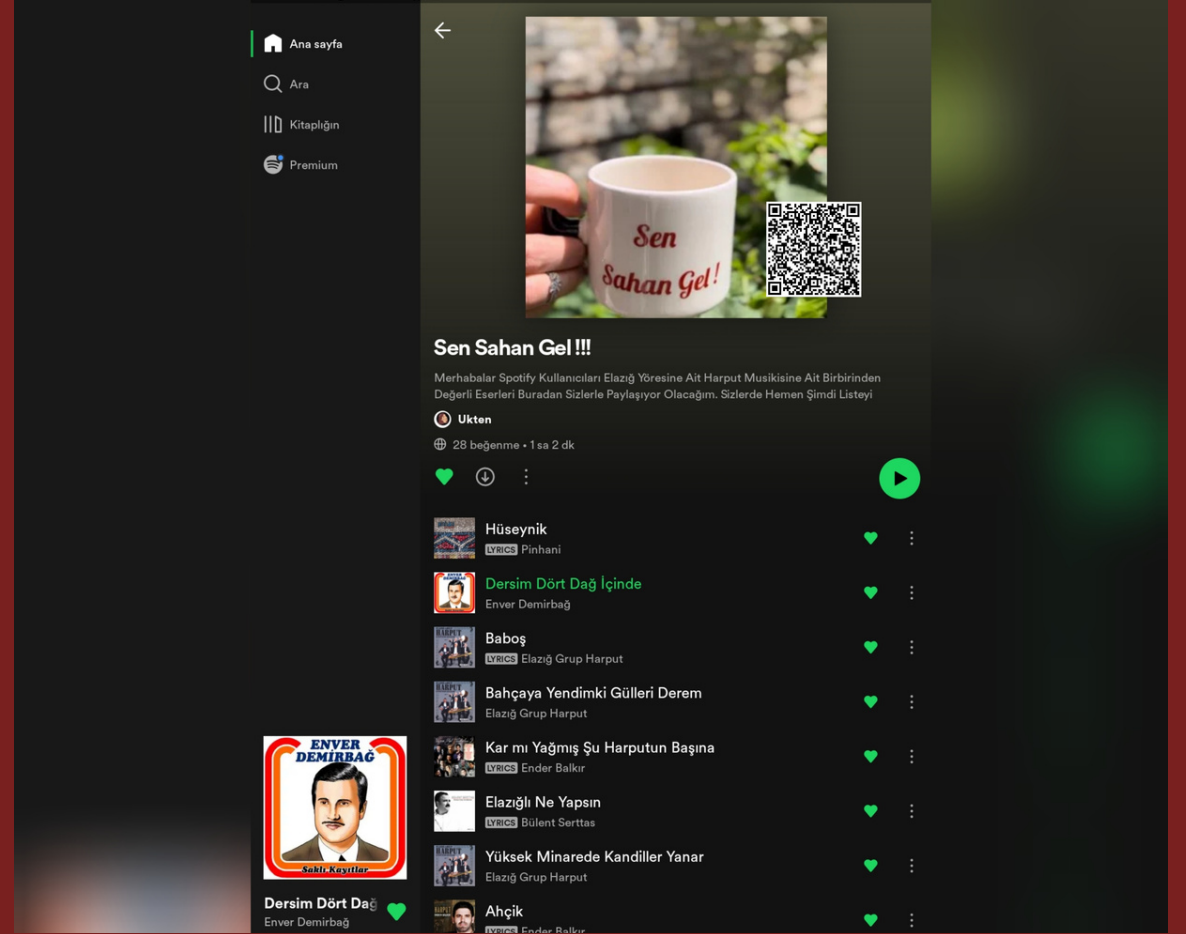 Ana sayfa
Ara
Kitaplığın
Premium
Sen
Sahan Gel!
Sen Sahan Gel !!!
Merhabalar Spotify Kullanıcıları Elazığ Yöresine Ait Harput Musikisine Ait Birbirinden
Değerli Eserleri Buradan Sizlerle Paylaşıyor Olacağım. Sizlerde Hemen Şimdi Listeyi
Ukten
28 beğenme • 1 sa 2 dk
Hüseynik
LYRICS Pinhani
Dersim Dört Dağ İçinde
Enver Demirbağ
Baboş
LYRICS Elazığ Grup Harput
Bahçaya Yendimki Gülleri Derem
Elazığ Grup Harput
Kar mı Yağmış Şu Harputun Başına
LYRICS Ender Balkır
Elazığlı Ne Yapsın
LYRICS Bülent Serttas
Yüksek Minarede Kandiller Yanar
Elazığ Grup Harput
Ahçik
LYRICS Ender Balkır
ENVER
DEMİRBAĞ
Saklı Kayıtlar
Dersim Dört Dağ
Enver Demirbağ